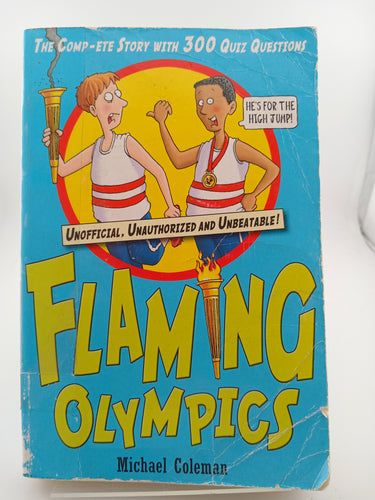 The Comp-ete Story with 300 Quiz Questions
HE'S FOR THE
HIGH JUMP!
Unofficial, Unauthorized and Unbeatable!
FLAMING
OLYMPICS
Michael Coleman